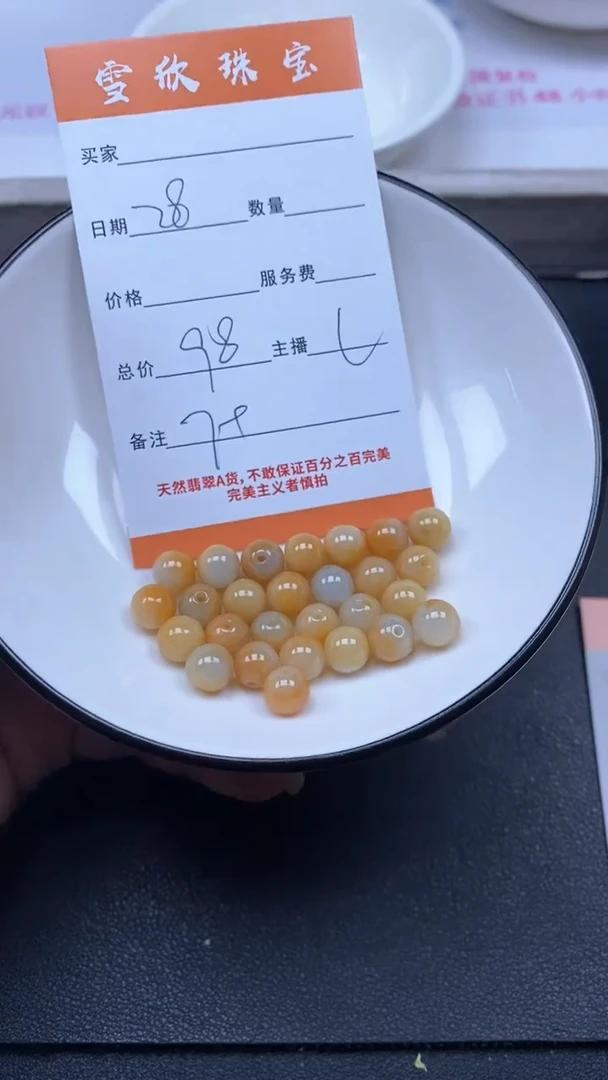 雪欣珠宝
买家
日期 28 数量
价格 服务费
总价 98 主播
备注
天然翡翠A货，不敢保证百分之百完美
完美主义者慎拍